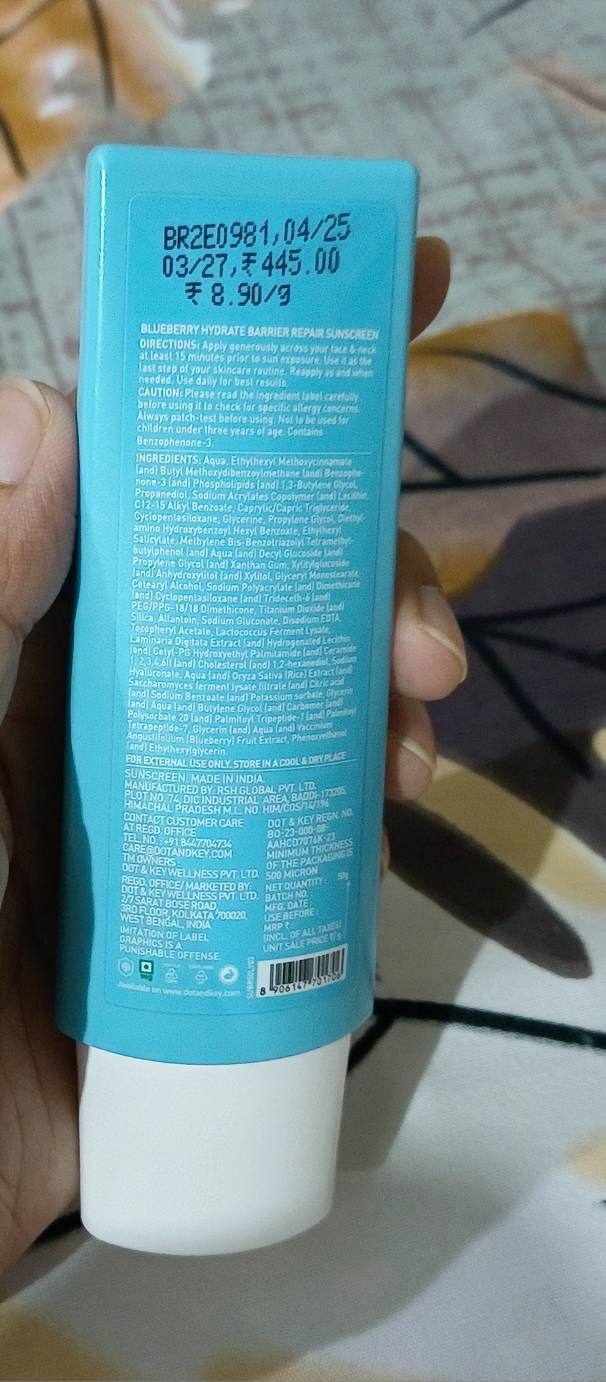 BR2E0981,04/25
03/27,₹445.00
₹ 8.90/g
BLUEBERRY HYDRATE BARRIER REPAIR SUNSCREEN
DIRECTIONS: Apply generously across your face & neck
at least 15 minutes prior to sun exposure. Use it as the
last step of your skincare routine. Reapply as and when
needed. Use daily for best results.
CAUTION: Please read the ingredient label carefully
before using it to check for specific allergy concerns.
Always patch-test before using. Not to be used for
children under three years of age. Contains
Benzophenone-3.
INGREDIENTS: Aqua, Ethylhexyl Methoxycinnamate
(and) Butyl Methoxydibenzoylmethane (and) Benzophe-
none-3 (and) Phospholipids (and) 1,3-Butylene Glycol,
Propanediol, Sodium Acrylates Copolymer (and) Lecithin,
C12-15 Alkyl Benzoate, Caprylic/Capric Triglyceride,
Cyclopentasiloxane, Glycerine, Propylene Glycol, Diethyl-
amino Hydroxybenzoyl Hexyl Benzoate, Ethylhexyl
Salicylate, Methylene Bis-Benzotriazolyl Tetramethyl-
butylphenol (and) Aqua (and) Decyl Glucoside (and)
Propylene Glycol (and) Xanthan Gum, Xylitylglucoside
(and) Anhydroxylitol (and) Xylitol, Glyceryl Monostearate,
Cetearyl Alcohol, Sodium Polyacrylate (and) Dimethicone
(and) Cyclopentasiloxane (and) Trideceth-6 (and)
PEG/PPG-18/18 Dimethicone, Titanium Dioxide (and)
Silica, Allantoin, Sodium Gluconate, Disodium EDTA,
Tocopheryl Acetate, Lactococcus Ferment Lysate,
Laminaria Digitata Extract (and) Hydrogenated Lecithin
(and) Cetyl-PG Hydroxyethyl Palmitamide (and) Ceramide
(and) Cholesterol (and) 1,2-hexanediol, Sodium
Hyaluronate, Aqua (and) Oryza Sativa (Rice) Extract (and)
Saccharomyces ferment lysate filtrate (and) Citric acid
(and) Sodium Benzoate (and) Potassium sorbate, Glycerin
(and) Aqua (and) Butylene Glycol (and) Carbomer (and)
Polysorbate 20 (and) Palmitoyl Tripeptide-1 (and) Palmitoyl
Tetrapeptide-7, Glycerin (and) Aqua (and) Vaccinium
Angustifolium (Blueberry) Fruit Extract, Phenoxyethanol
(and) Ethylhexylglycerin.
FOR EXTERNAL USE ONLY. STORE IN A COOL & DRY PLACE
SUNSCREEN. MADE IN INDIA.
MANUFACTURED BY: RSH GLOBAL PVT. LTD.
PLOT NO. 74, DIC INDUSTRIAL AREA, BADDI-173205,
HIMACHAL PRADESH M.L. NO. HIM/COS/14/196
CONTACT CUSTOMER CARE
AT REGD. OFFICE
TEL. NO.: +91 8447704734
CARE@DOTANDKEY.COM
TM OWNERS:
DOT & KEY WELLNESS PVT. LTD.
REGD. OFFICE/ MARKETED BY:
DOT & KEY WELLNESS PVT. LTD.
2/7 SARAT BOSE ROAD,
3RD FLOOR, KOLKATA 700020,
WEST BENGAL, INDIA
IMITATION OF LABEL
GRAPHICS IS A
PUNISHABLE OFFENSE.
DOT & KEY REGN. NO.
MINIMUM THICKNESS
OF THE PACKAGING IS
500 MICRON
NET QUANTITY: 50g
BATCH NO.
MFG. DATE:
USE BEFORE:
MRP ₹
(INCL. OF ALL TAXES)
UNIT SALE PRICE ₹/g
Available on www.dotandkey.com